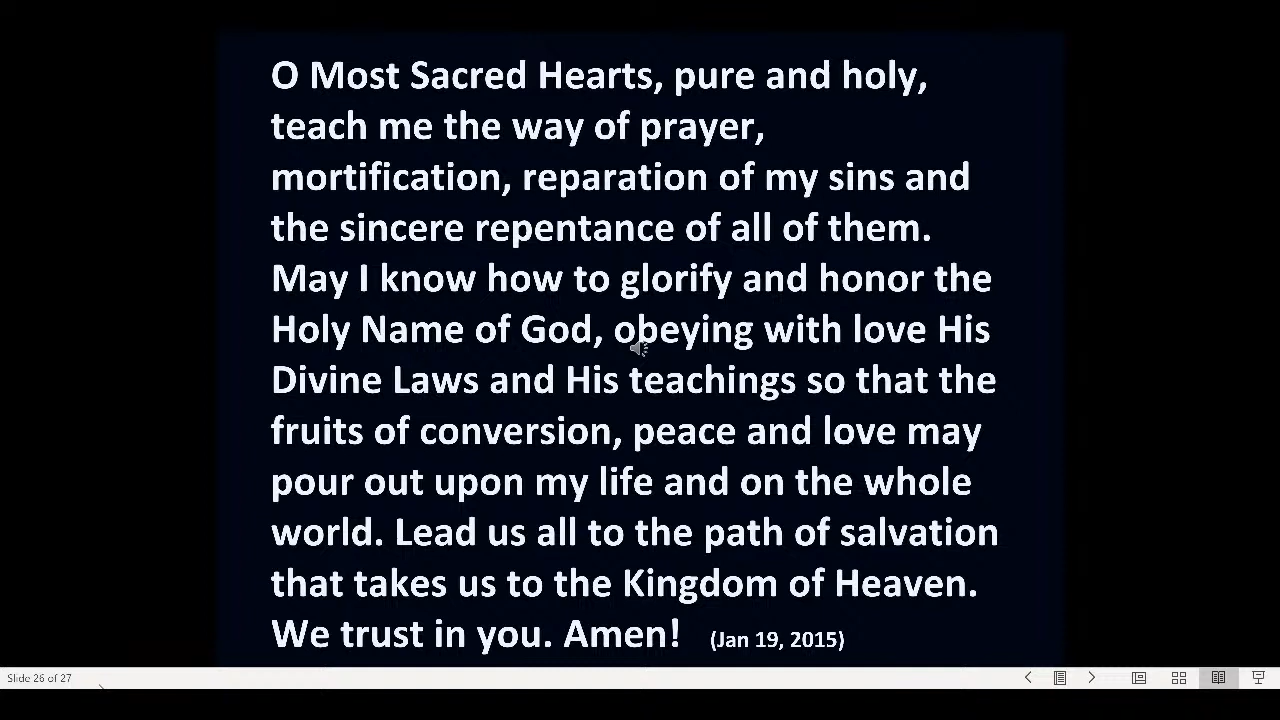 O Most Sacred Hearts, pure and holy,
teach me the way of prayer,
mortification, reparation of my sins and
the sincere repentance of all of them.
May I know how to glorify and honor the
Holy Name of God, obeying with love His
Divine Laws and His teachings so that the
fruits of conversion, peace and love may
pour out upon my life and on the whole
world. Lead us all to the path of salvation
that takes us to the Kingdom of Heaven.
We trust in you. Amen! (Jan 19, 2015)
Slide 26 of 27